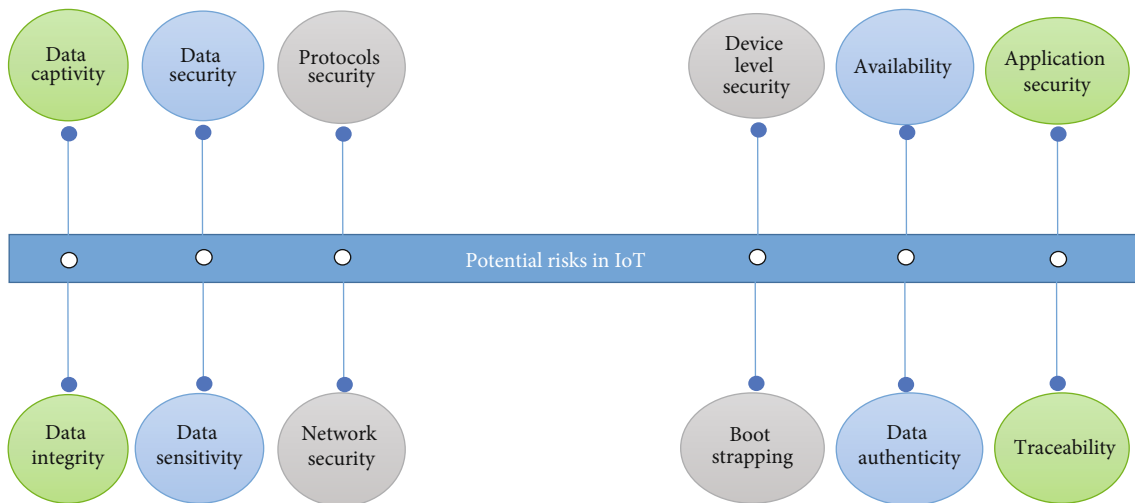 Data
captivity
Data
security
Protocols
security
Device
level
security
Availability
Application
security
Potential risks in IoT
Data
integrity
Data
sensitivity
Network
security
Boot
strapping
Data
authenticity
Traceability